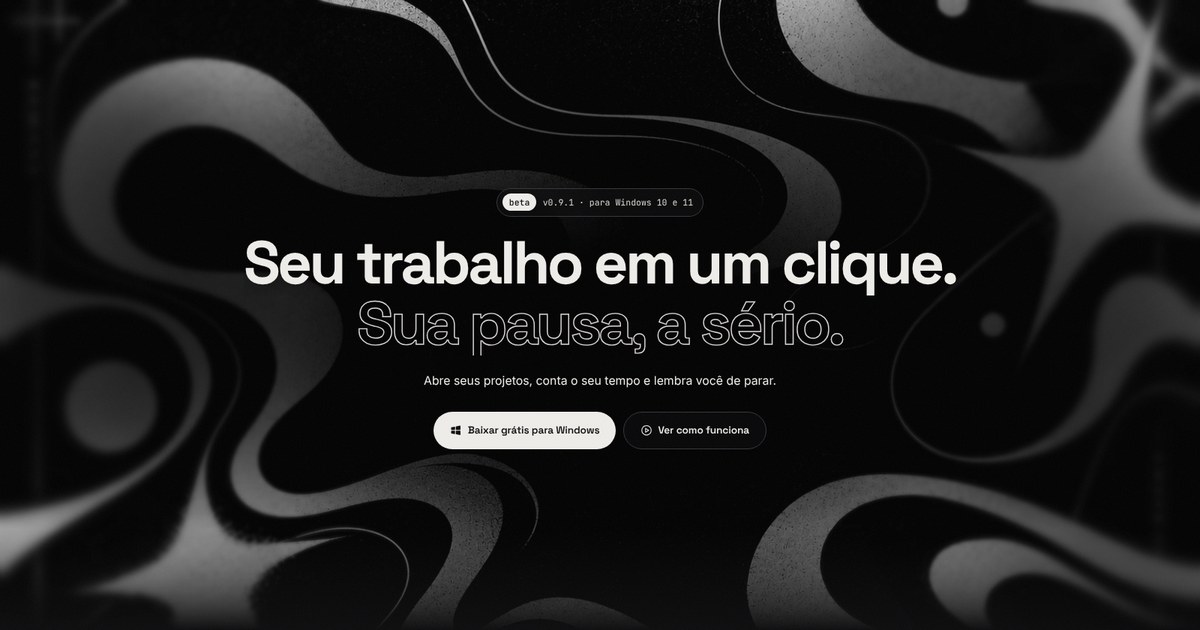 beta v0.9.1 · para Windows 10 e 11
Seu trabalho em um clique.
Sua pausa, a sério.
Abre seus projetos, conta o seu tempo e lembra você de parar.
Baixar grátis para Windows Ver como funciona